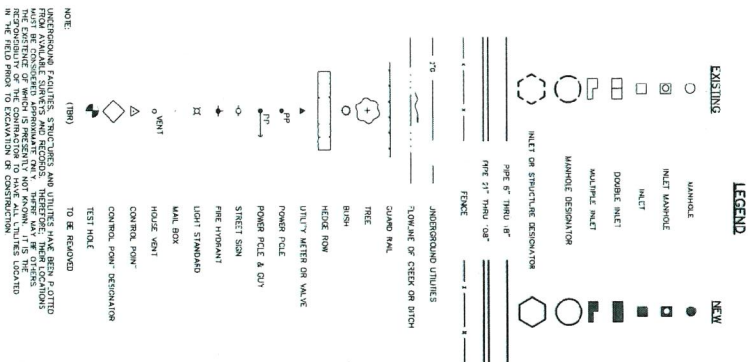 LEGEND
EXISTING
NEW
MANHOLE
INLET MANHOLE
INLET
DOUBLE INLET
MULTIPLE INLET
MANHOLE DESIGNATOR
INLET OR STRUCTURE DESIGNATOR
PIPE 6" THRU 18"
PIPE 21" THRU '08"
FENCE
UNDERGROUND UTILITIES
2"G
FLOWLINE OF CREEK OR DITCH
GUARD RAIL
TREE
BUSH
HEDGE ROW
UTILITY METER OR VALVE
PP POWER POLE
PP POWER POLE & GUY
STREET SIGN
FIRE HYDRANT
LIGHT STANDARD
MAIL BOX
VENT HOUSE VENT
CONTROL POINT
CONTROL POINT DESIGNATOR
TEST HOLE
(TBR) TO BE REMOVED
NOTE:
UNDERGROUND FACILITIES, STRUCTURES AND UTILITIES HAVE BEEN PLOTTED
FROM AVAILABLE SURVEYS AND RECORDS. THEREFORE, THEIR LOCATIONS
MUST BE CONSIDERED APPROXIMATE ONLY. THERE MAY BE OTHERS,
THE EXISTENCE OF WHICH IS PRESENTLY NOT KNOWN. IT IS THE
RESPONSIBILITY OF THE CONTRACTOR TO HAVE ALL UTILITIES LOCATED
IN THE FIELD PRIOR TO EXCAVATION OR CONSTRUCTION